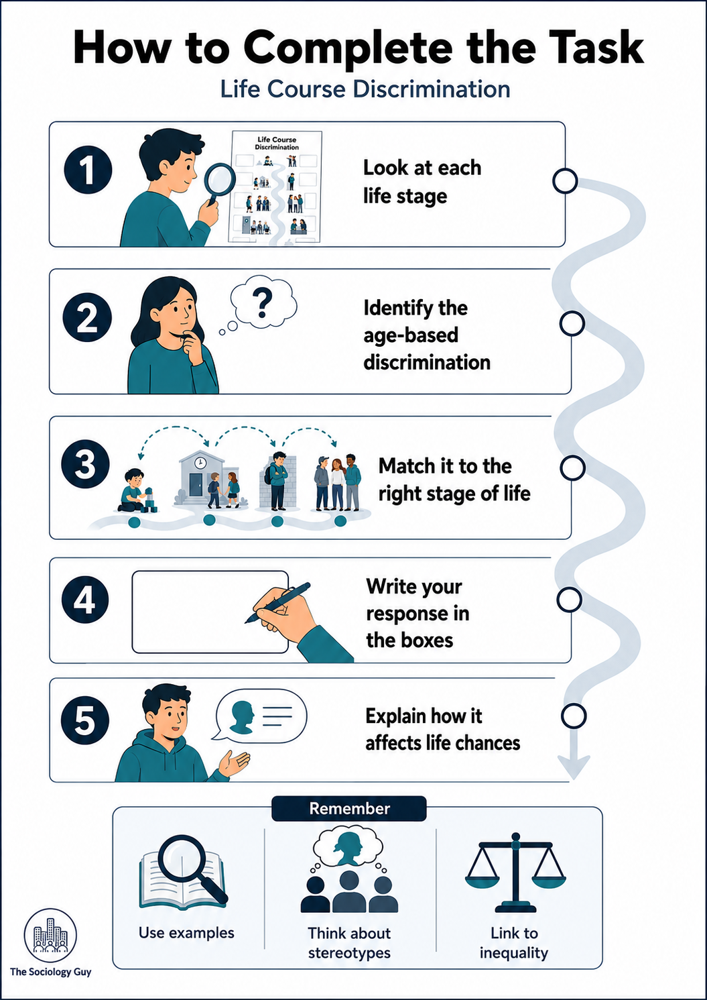 How to Complete the Task
Life Course Discrimination
1
Life Course
Discrimination
Look at each
life stage
2
?
Identify the
age-based
discrimination
3
Match it to the
right stage of life
4
Write your
response in
the boxes
5
Explain how it
affects life chances
Remember
Use examples
Think about
stereotypes
Link to
inequality
The Sociology Guy